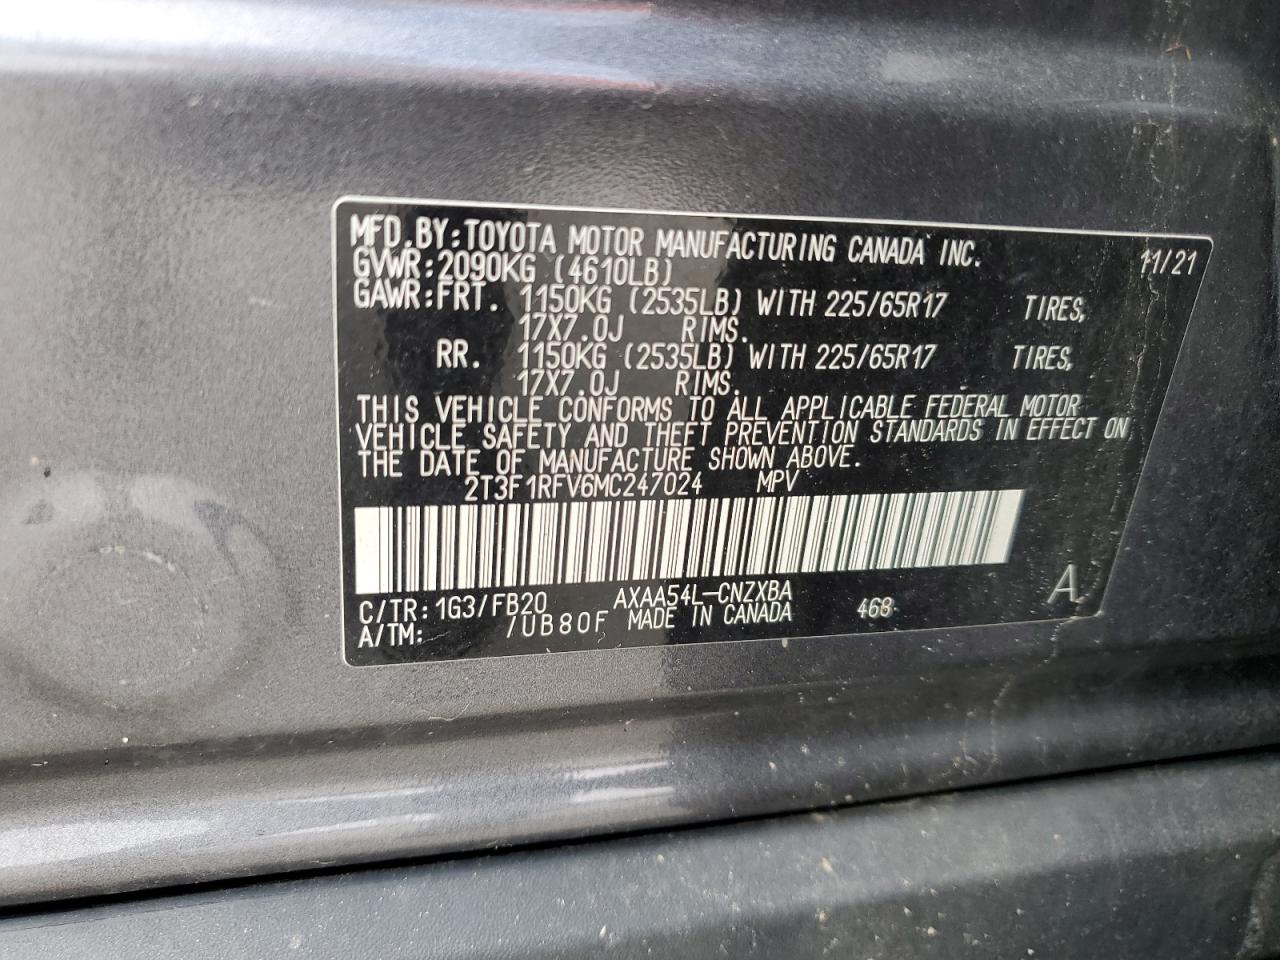 MFD.BY:TOYOTA MOTOR MANUFACTURING CANADA INC. 11/21
GVWR:2090KG (4610LB)
GAWR:FRT. 1150KG (2535LB) WITH 225/65R17 TIRES,
17X7.0J RIMS.
RR. 1150KG (2535LB) WITH 225/65R17 TIRES,
17X7.0J RIMS.
THIS VEHICLE CONFORMS TO ALL APPLICABLE FEDERAL MOTOR
VEHICLE SAFETY AND THEFT PREVENTION STANDARDS IN EFFECT ON
THE DATE OF MANUFACTURE SHOWN ABOVE.
2T3F1RFV6MC247024 MPV
C/TR:1G3/FB20 AXAA54L-CNZXBA 468 A
A/TM: /UB80F MADE IN CANADA